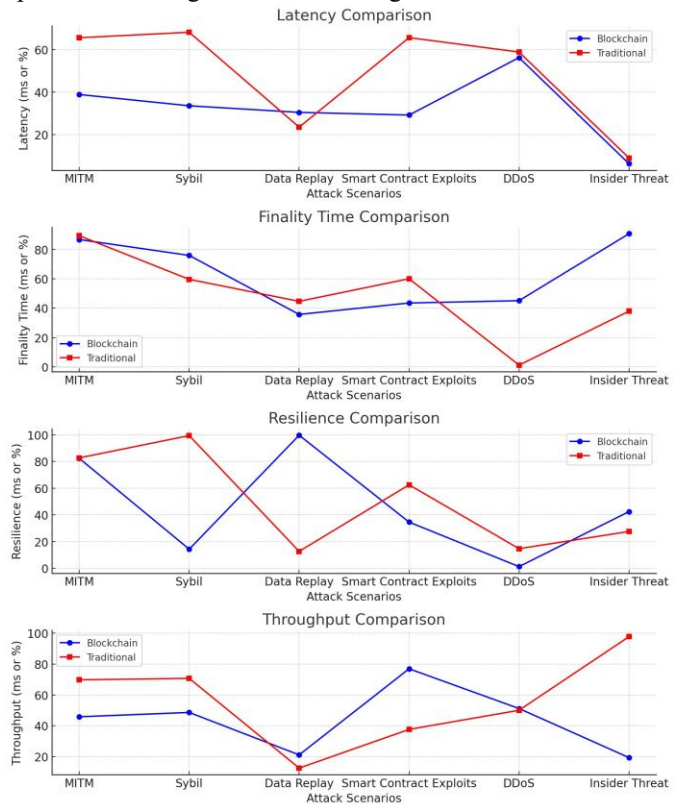 Latency Comparison
Latency (ms or %)
60
40
20
Blockchain
Traditional
MITM Sybil Data Replay Smart Contract Exploits DDoS Insider Threat
Attack Scenarios
Finality Time Comparison
Finality Time (ms or %)
80
60
40
20
0
Blockchain
Traditional
MITM Sybil Data Replay Smart Contract Exploits DDoS Insider Threat
Attack Scenarios
Resilience Comparison
Resilience (ms or %)
100
80
60
40
20
0
Blockchain
Traditional
MITM Sybil Data Replay Smart Contract Exploits DDoS Insider Threat
Attack Scenarios
Throughput Comparison
Throughput (ms or %)
100
80
60
40
20
Blockchain
Traditional
MITM Sybil Data Replay Smart Contract Exploits DDoS Insider Threat
Attack Scenarios